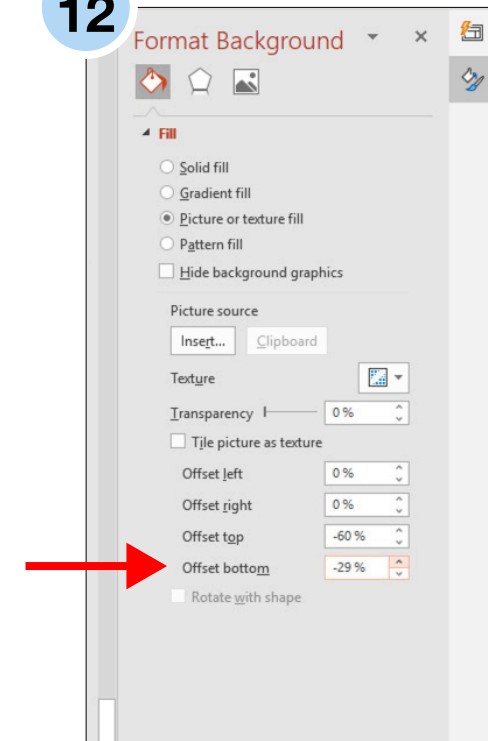 12
Format Background
Fill
Solid fill
Gradient fill
Picture or texture fill
Pattern fill
Hide background graphics
Picture source
Insert... Clipboard
Texture
Transparency 0 %
Tile picture as texture
Offset left 0 %
Offset right 0 %
Offset top -60 %
Offset bottom -29 %
Rotate with shape